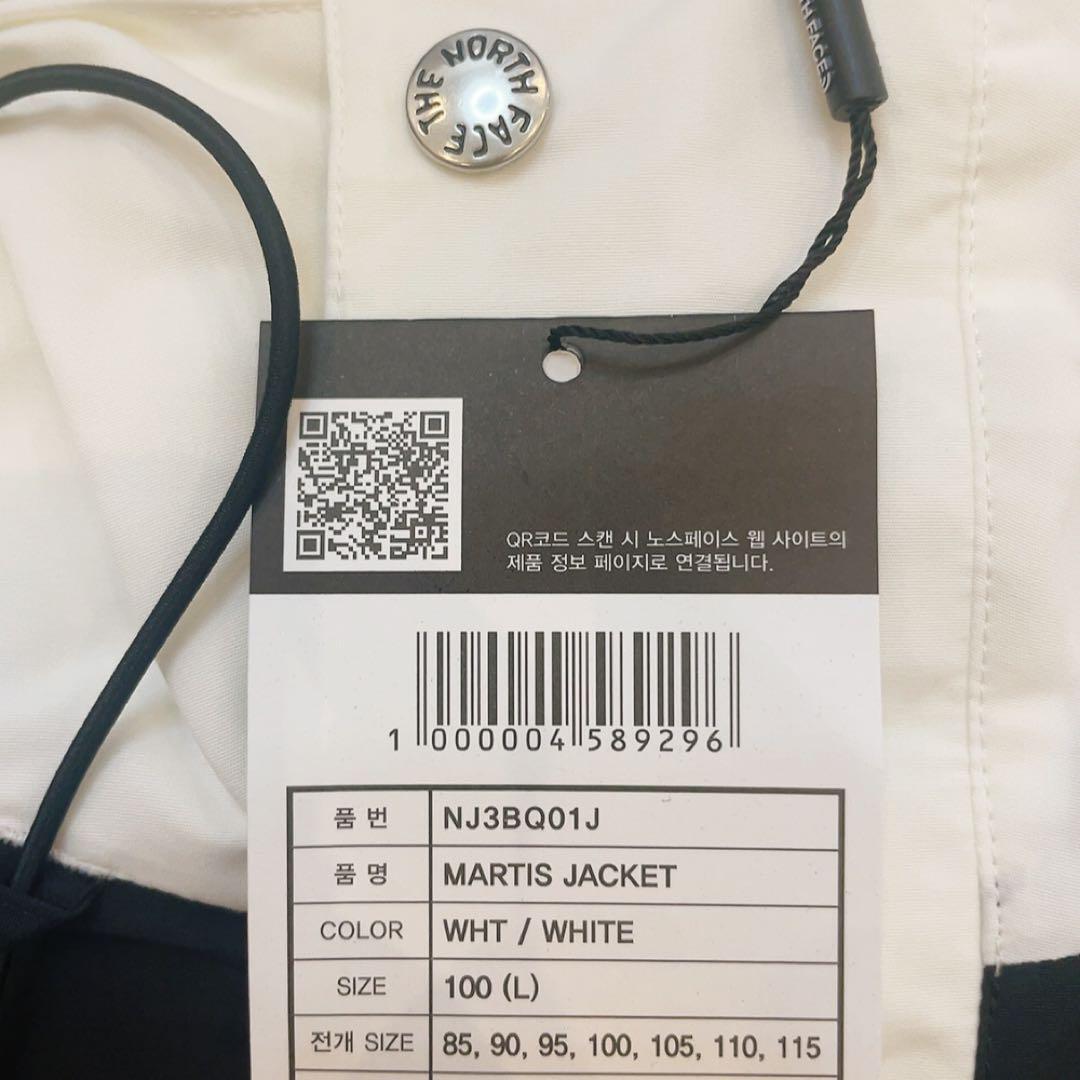 THE NORTH FACE
TH FACE
QR코드 스캔 시 노스페이스 웹 사이트의
제품 정보 페이지로 연결됩니다.
1 000004 589296
품 번 NJ3BQ01J
품 명 MARTIS JACKET
COLOR WHT / WHITE
SIZE 100 (L)
전개 SIZE 85, 90, 95, 100, 105, 110, 115